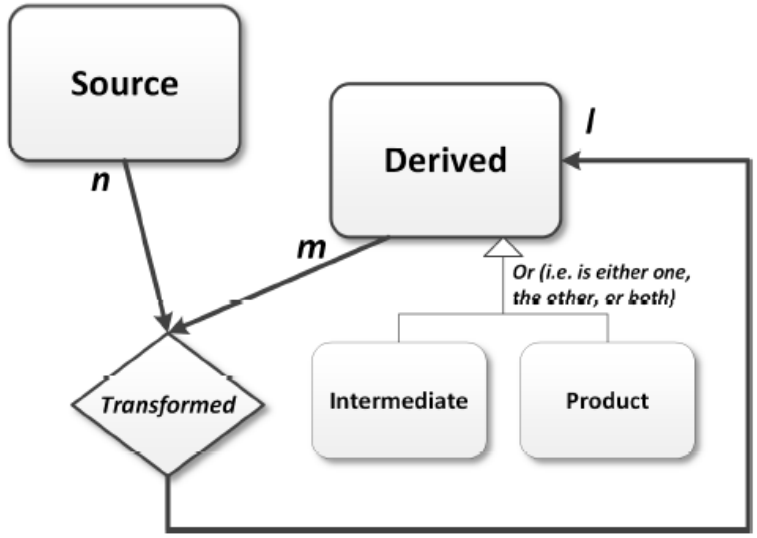 Source
Derived
l
n
m
Or (i.e. is either one,
the other, or both)
Transformed
Intermediate
Product